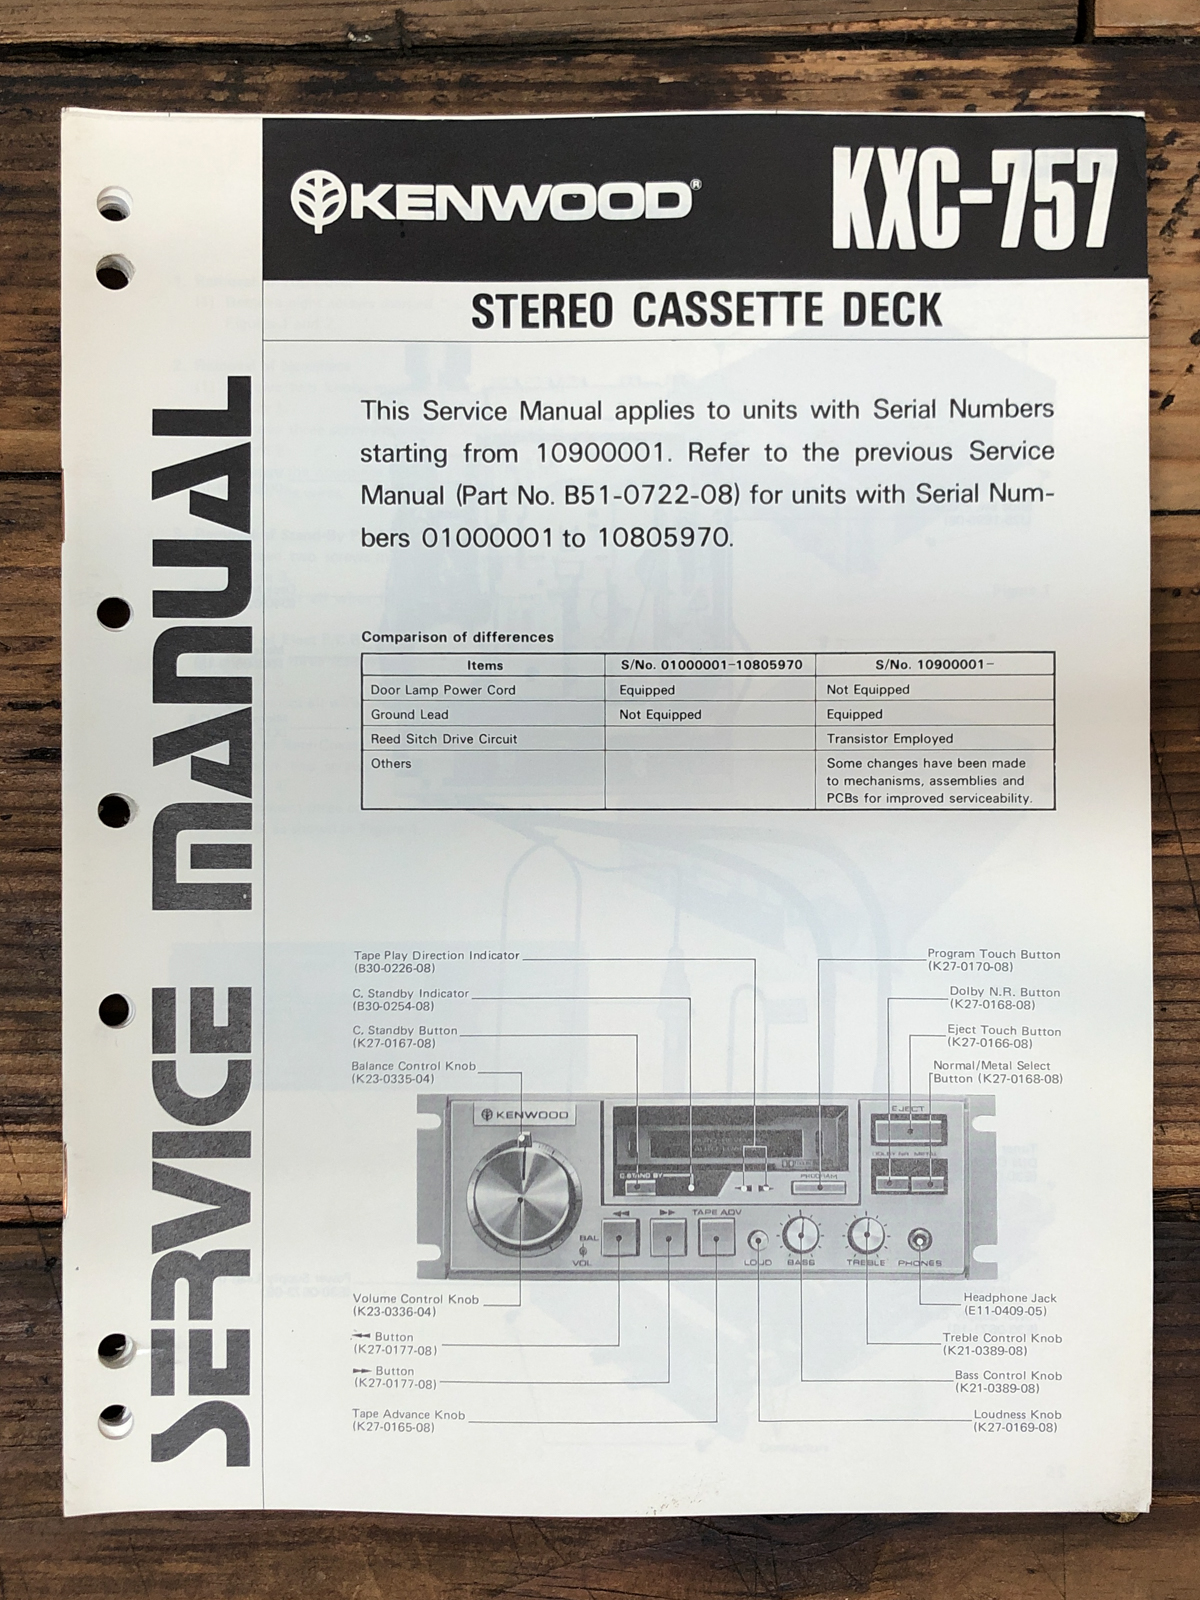 KENWOOD®
KXC-757
STEREO CASSETTE DECK
SERVICE MANUAL
This Service Manual applies to units with Serial Numbers
starting from 10900001. Refer to the previous Service
Manual (Part No. B51-0722-08) for units with Serial Num-
bers 01000001 to 10805970.
Comparison of differences
Items S/No. 01000001-10805970 S/No. 10900001-
Door Lamp Power Cord Equipped Not Equipped
Ground Lead Not Equipped Equipped
Reed Sitch Drive Circuit Transistor Employed
Others Some changes have been made
to mechanisms, assemblies and
PCBs for improved serviceability.
Tape Play Direction Indicator
(B30-0226-08)
C. Standby Indicator
(B30-0254-08)
C. Standby Button
(K27-0167-08)
Balance Control Knob
(K23-0335-04)
Program Touch Button
(K27-0170-08)
Dolby N.R. Button
(K27-0168-08)
Eject Touch Button
(K27-0166-08)
Normal/Metal Select
Button (K27-0168-08)
KENWOOD
EJECT
DOLBY NR METAL
C.STAND BY
PROGRAM
◀◀ ▶▶ TAPE ADV
BAL
VOL
LOUD BASS TREBLE PHONES
Volume Control Knob
(K23-0336-04)
◀◀ Button
(K27-0177-08)
▶▶ Button
(K27-0177-08)
Tape Advance Knob
(K27-0165-08)
Headphone Jack
(E11-0409-05)
Treble Control Knob
(K21-0389-08)
Bass Control Knob
(K21-0389-08)
Loudness Knob
(K27-0169-08)